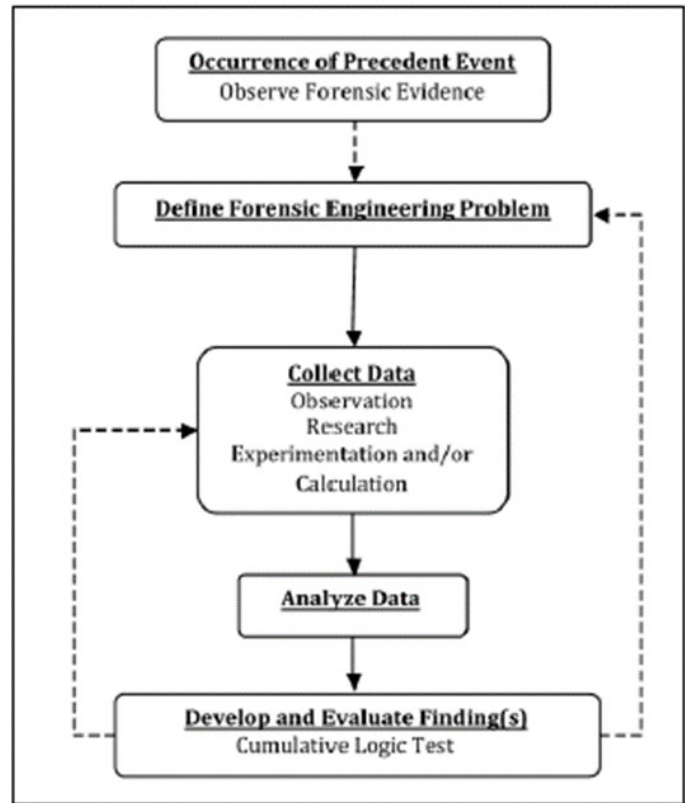 Occurrence of Precedent Event
Observe Forensic Evidence
Define Forensic Engineering Problem
Collect Data
Observation
Research
Experimentation and/or
Calculation
Analyze Data
Develop and Evaluate Finding(s)
Cumulative Logic Test